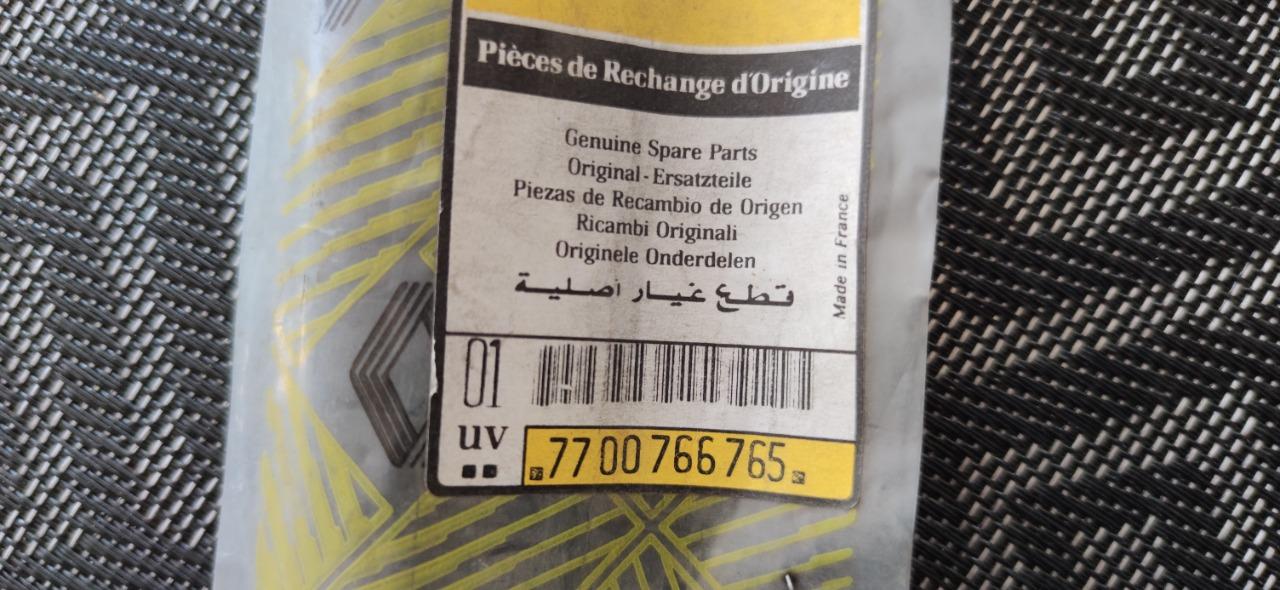 Pièces de Rechange d'Origine
Genuine Spare Parts
Original-Ersatzteile
Piezas de Recambio de Origen
Ricambi Originali
Originele Onderdelen
قطع غيار اصلية
Made in France
01
uv
7700766765